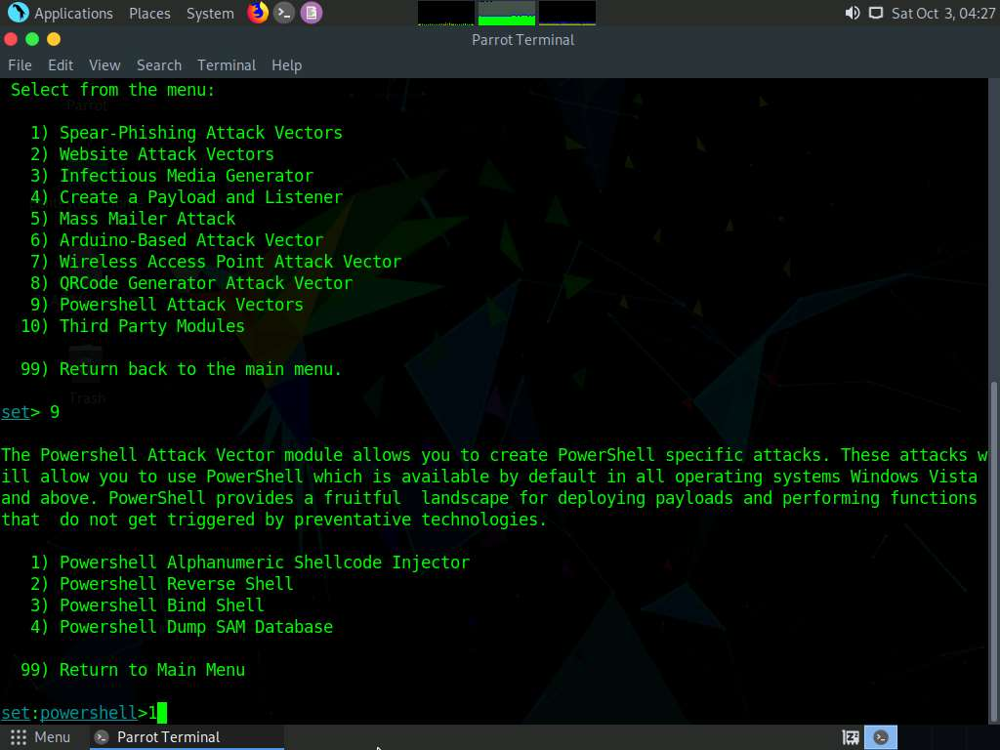 Applications Places System Sat Oct 3, 04:27
Parrot Terminal
File Edit View Search Terminal Help
Select from the menu:
Parrot
1) Spear-Phishing Attack Vectors
2) Website Attack Vectors
3) Infectious Media Generator
4) Create a Payload and Listener
5) Mass Mailer Attack
6) Arduino-Based Attack Vector
7) Wireless Access Point Attack Vector
8) QRCode Generator Attack Vector
9) Powershell Attack Vectors
10) Third Party Modules
99) Return back to the main menu.
Trash
set> 9
The Powershell Attack Vector module allows you to create PowerShell specific attacks. These attacks w
ill allow you to use PowerShell which is available by default in all operating systems Windows Vista
and above. PowerShell provides a fruitful  landscape for deploying payloads and performing functions
that  do not get triggered by preventative technologies.
1) Powershell Alphanumeric Shellcode Injector
2) Powershell Reverse Shell
3) Powershell Bind Shell
4) Powershell Dump SAM Database
99) Return to Main Menu
set:powershell>1
Menu Parrot Terminal